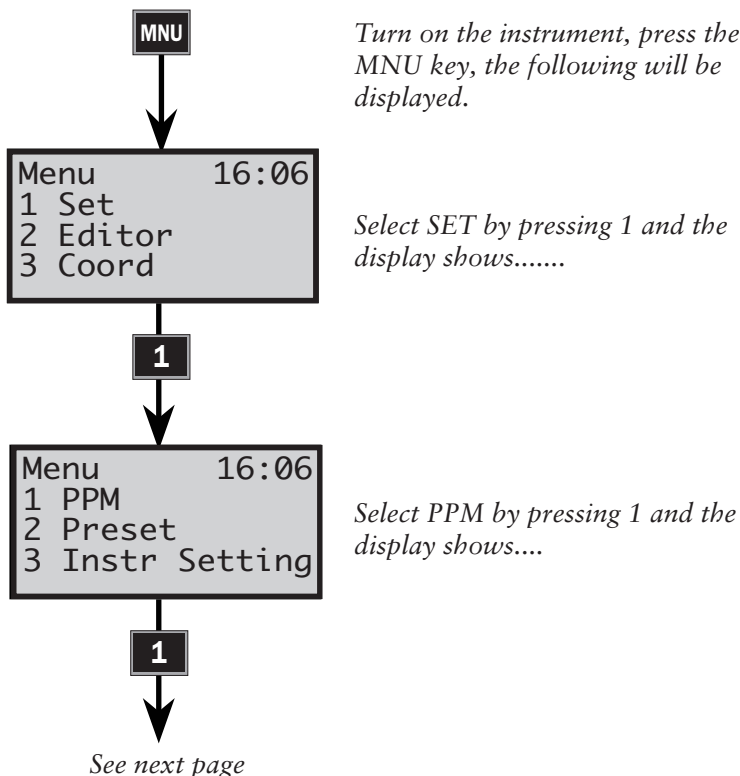 MNU
Turn on the instrument, press the
MNU key, the following will be
displayed.
Menu 16:06
1 Set
2 Editor
3 Coord
Select SET by pressing 1 and the
display shows.......
1
Menu 16:06
1 PPM
2 Preset
3 Instr Setting
Select PPM by pressing 1 and the
display shows....
1
See next page